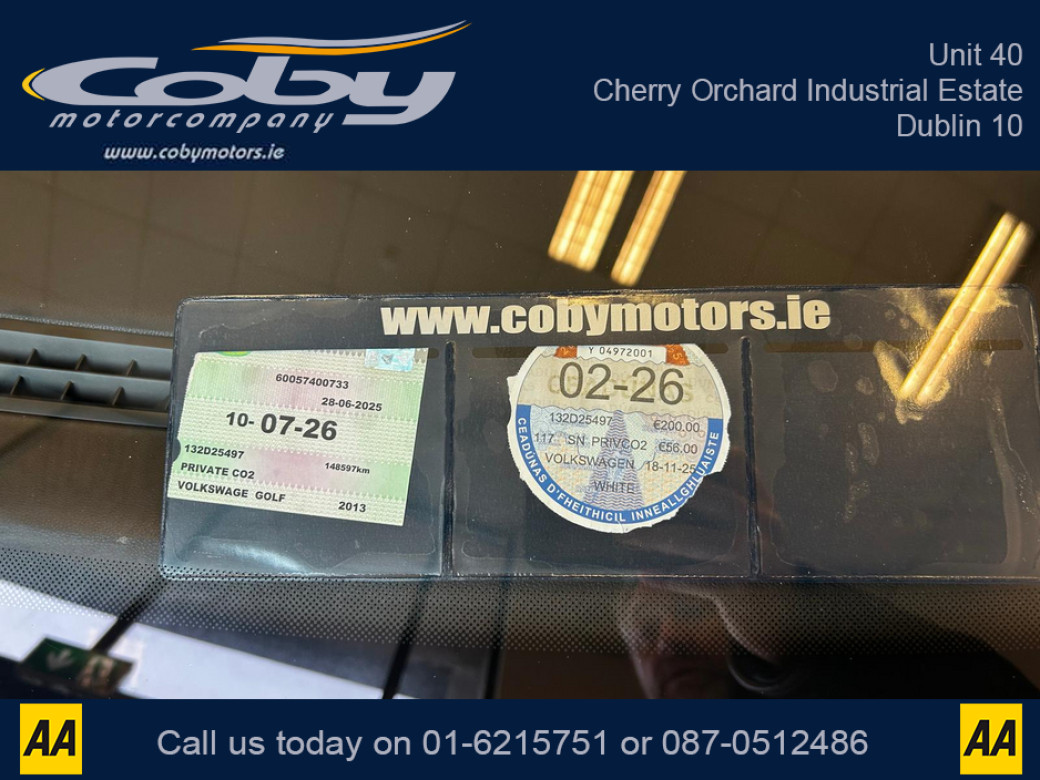 Coby
motorcompany
www.cobymotors.ie
Unit 40
Cherry Orchard Industrial Estate
Dublin 10
www.cobymotors.ie
60057400733
28-06-2025
10- 07-26
132D25497
148597km
PRIVATE CO2
VOLKSWAGE GOLF
2013
Y 04972001
02-26
132D25497 €200.00
117 SN PRIVCO2 €56.00
VOLKSWAGEN 18-11-25
WHITE
CEADÚNAS D'FHEITHICIL INNEALLGHLUAISTE
AA
Call us today on 01-6215751 or 087-0512486
AA